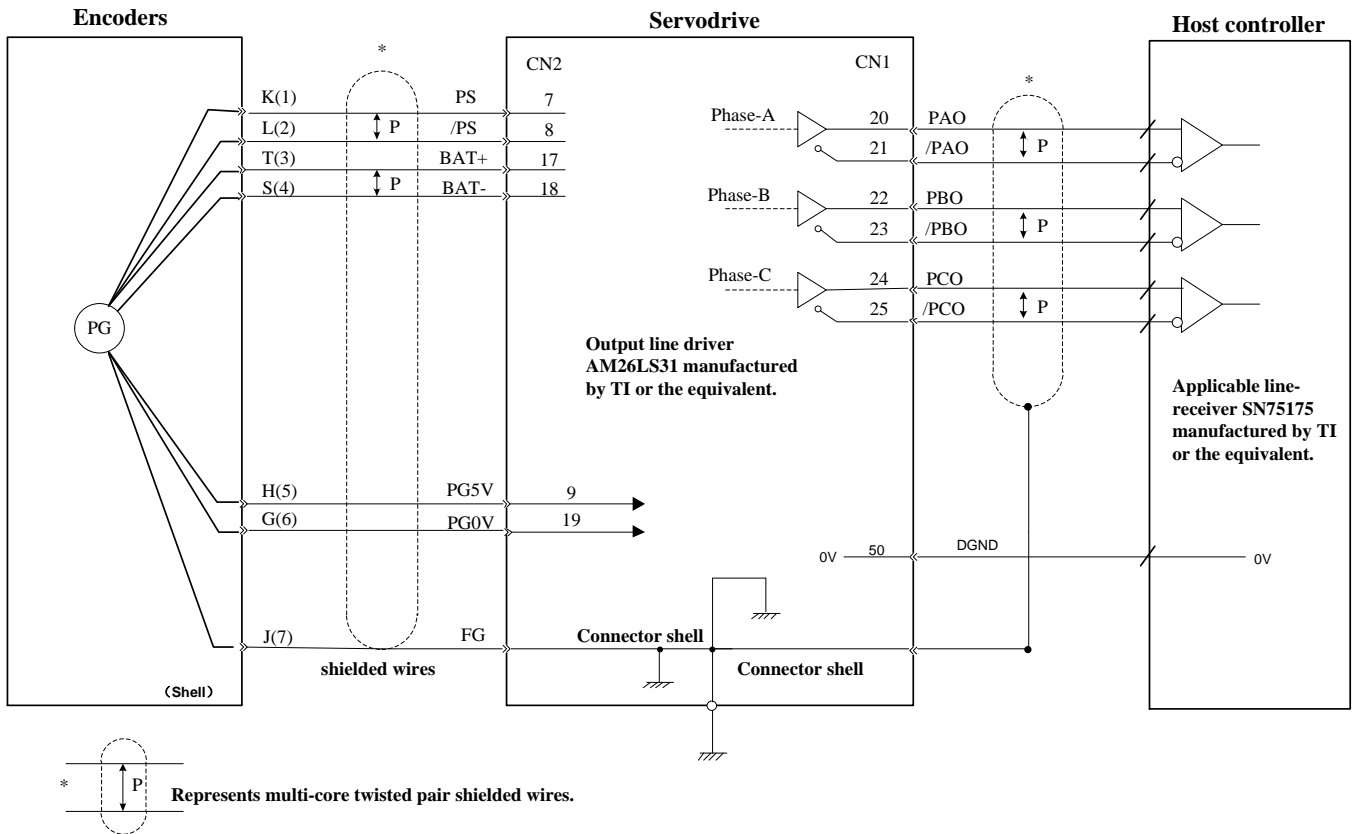 Encoders
Servodrive
Host controller
*
CN2
CN1
*
K(1) PS 7
L(2) P /PS 8
T(3) BAT+ 17
S(4) P BAT- 18
Phase-A 20 PAO
21 /PAO P
Phase-B 22 PBO
23 /PBO P
Phase-C 24 PCO
25 /PCO P
PG
Output line driver
AM26LS31 manufactured
by TI or the equivalent.
Applicable line-
receiver SN75175
manufactured by TI
or the equivalent.
H(5) PG5V 9
G(6) PG0V 19
0V 50 DGND 0V
J(7) FG Connector shell
shielded wires Connector shell
(Shell)
* P Represents multi-core twisted pair shielded wires.